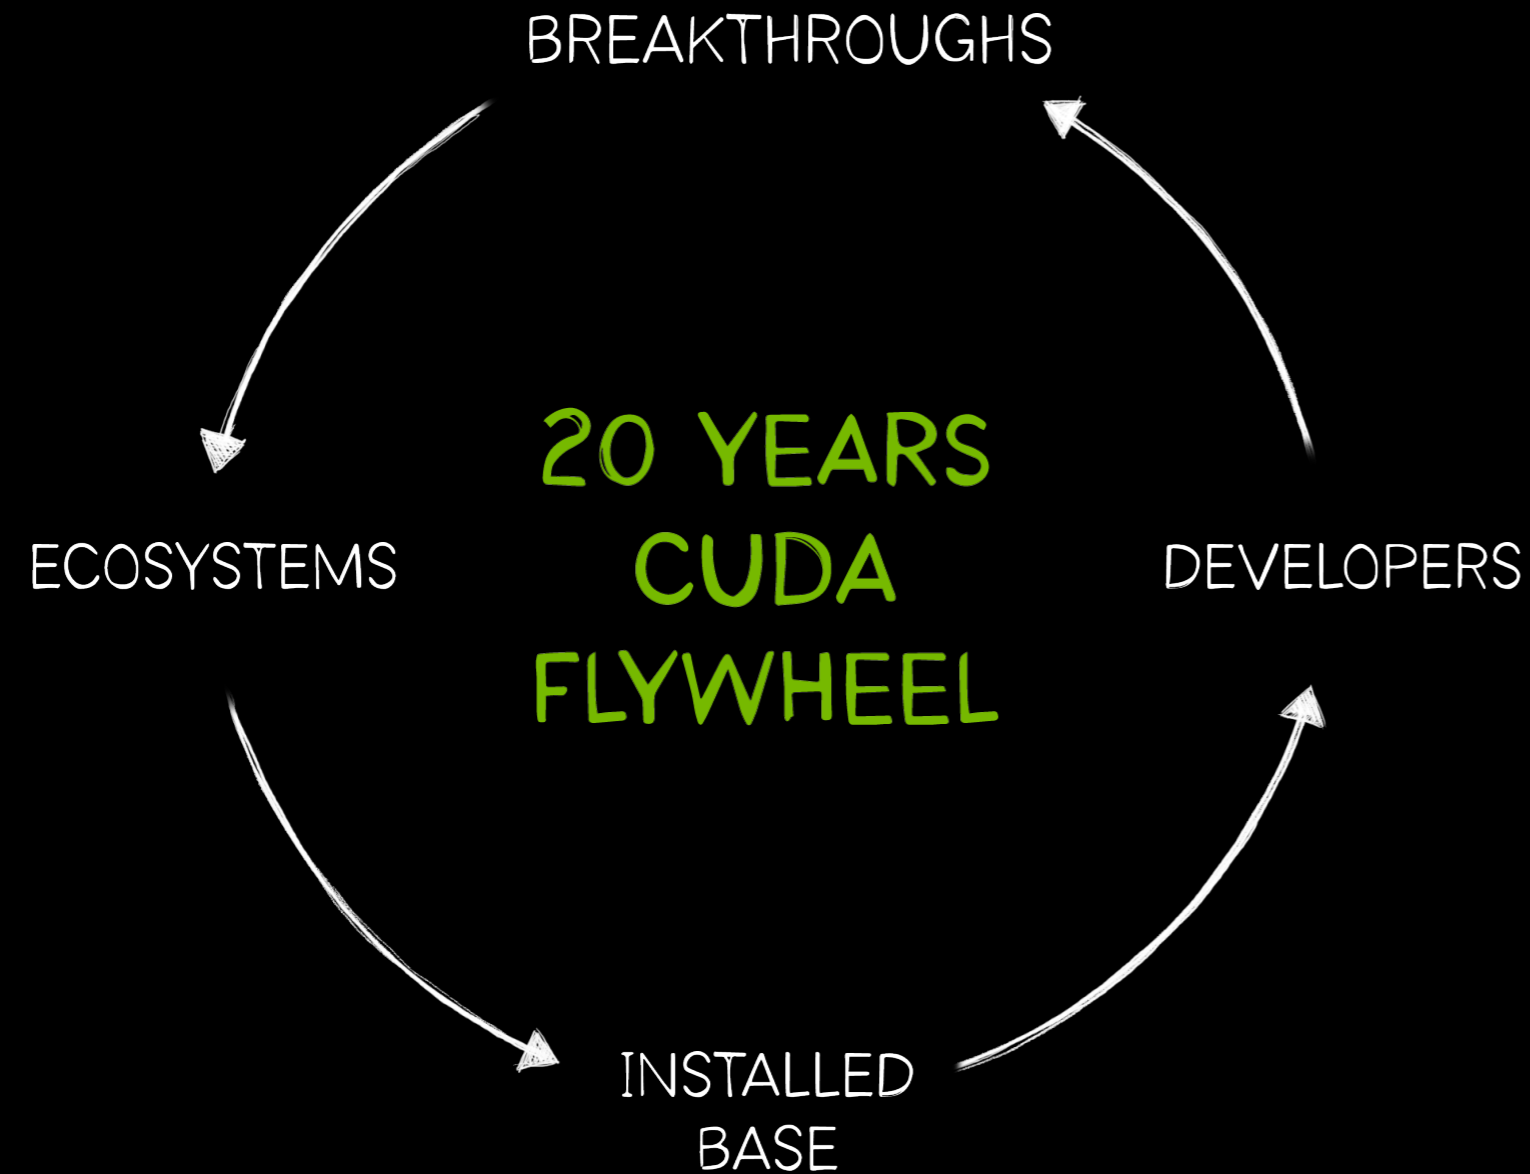 BREAKTHROUGHS
20 YEARS
CUDA
FLYWHEEL
ECOSYSTEMS
DEVELOPERS
INSTALLED
BASE